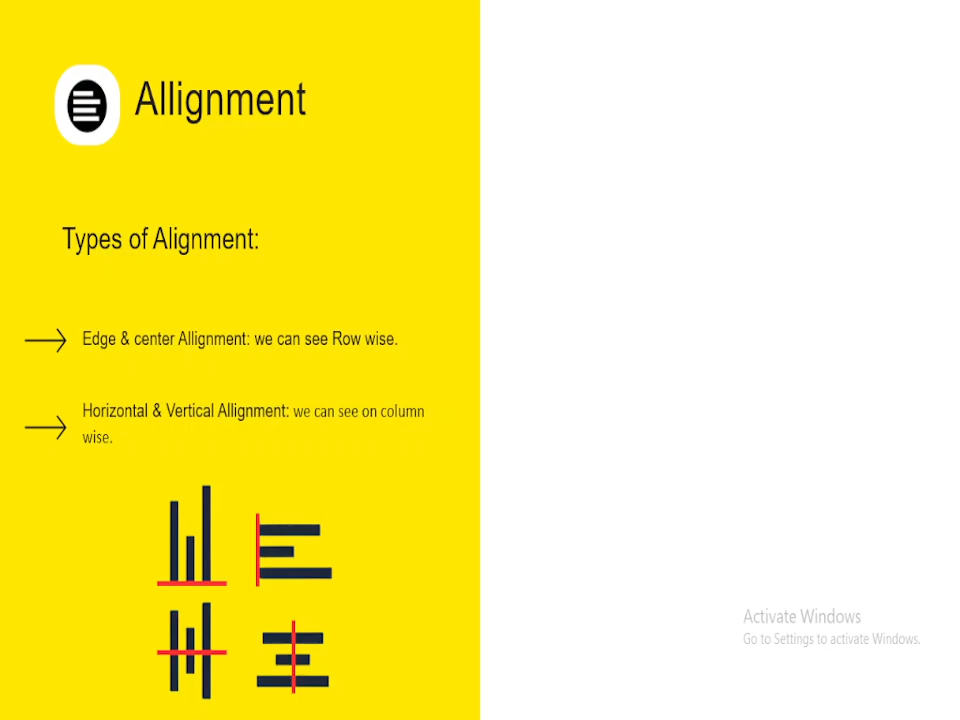 Allignment
Types of Alignment:
Edge & center Allignment: we can see Row wise.
Horizontal & Vertical Allignment: we can see on column
wise.
Activate Windows
Go to Settings to activate Windows.